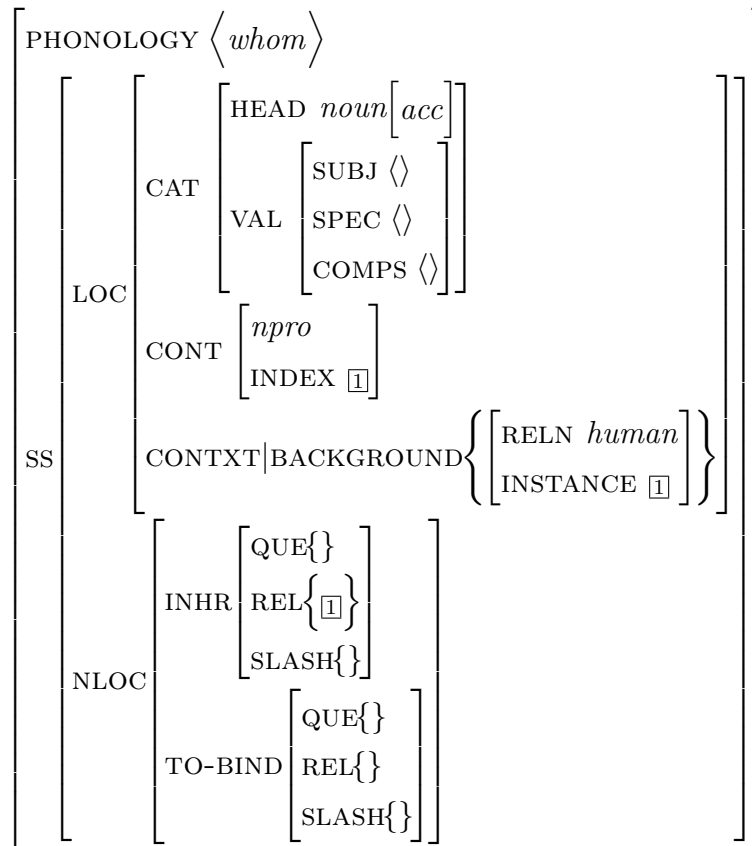 PHONOLOGY ⟨whom⟩
HEAD noun[acc]
SUBJ ⟨⟩
CAT
VAL
SPEC ⟨⟩
COMPS ⟨⟩
LOC
npro
CONT
INDEX 1
RELN human
SS
CONTXT|BACKGROUND{
INSTANCE 1
}
QUE{}
INHR
REL{1}
SLASH{}
NLOC
QUE{}
TO-BIND
REL{}
SLASH{}